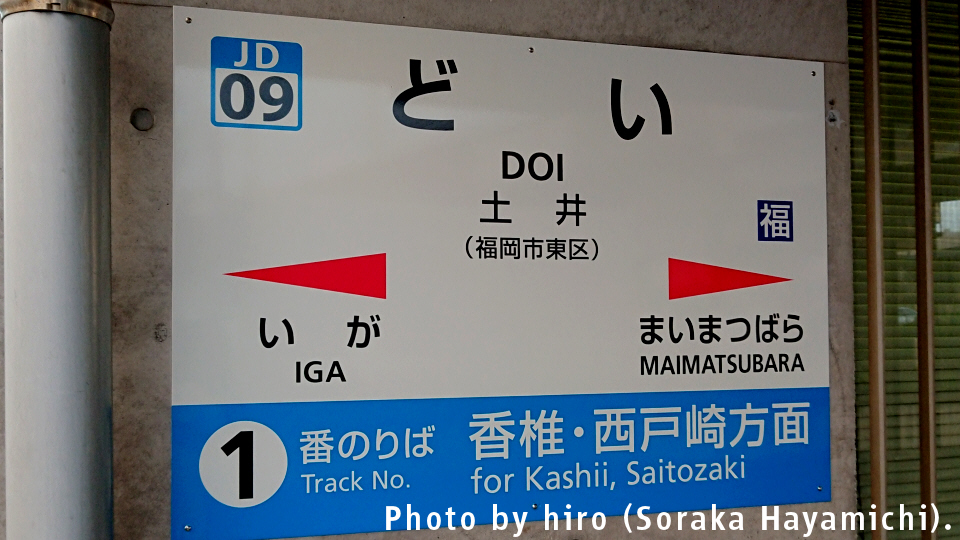 JD
09
どい
DOI
土井
(福岡市東区)
福
いが
IGA
まいまつばら
MAIMATSUBARA
1 番のりば
Track No.
香椎・西戸崎方面
for Kashii, Saitozaki
Photo by hiro (Soraka Hayamichi).